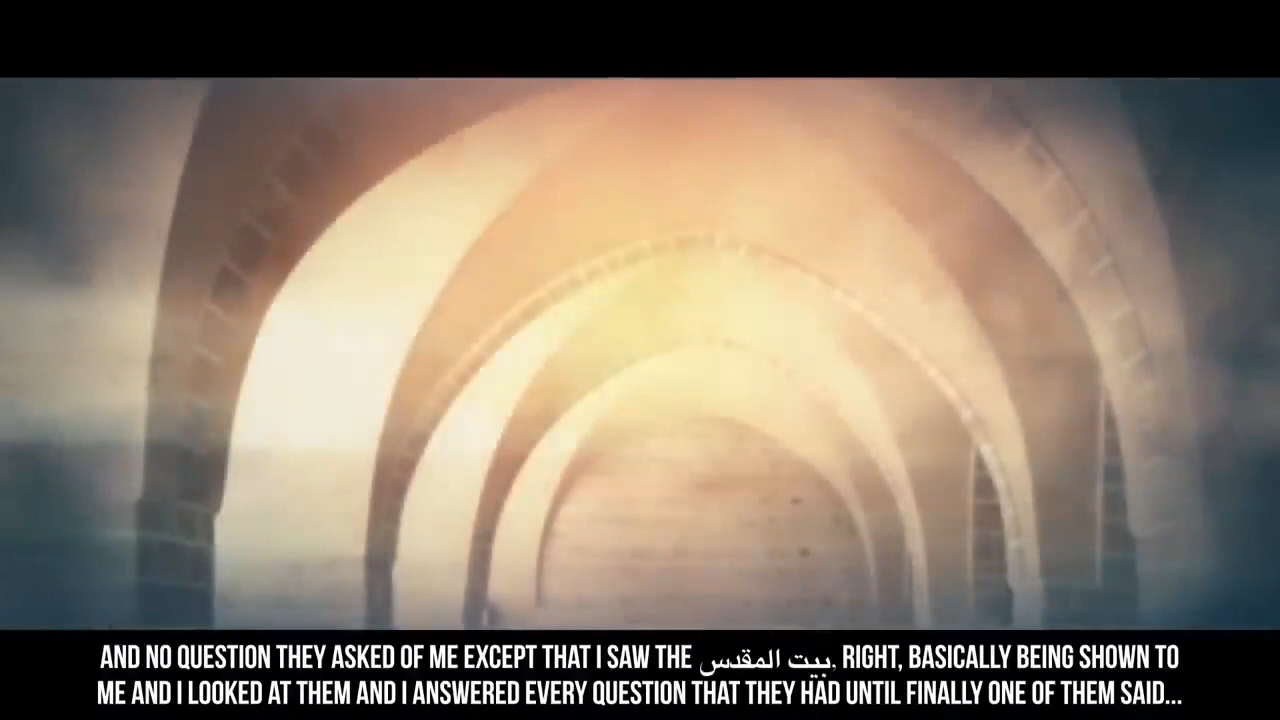 AND NO QUESTION THEY ASKED OF ME EXCEPT THAT I SAW THE بيت المقدس, RIGHT, BASICALLY BEING SHOWN TO
ME AND I LOOKED AT THEM AND I ANSWERED EVERY QUESTION THAT THEY HAD UNTIL FINALLY ONE OF THEM SAID...